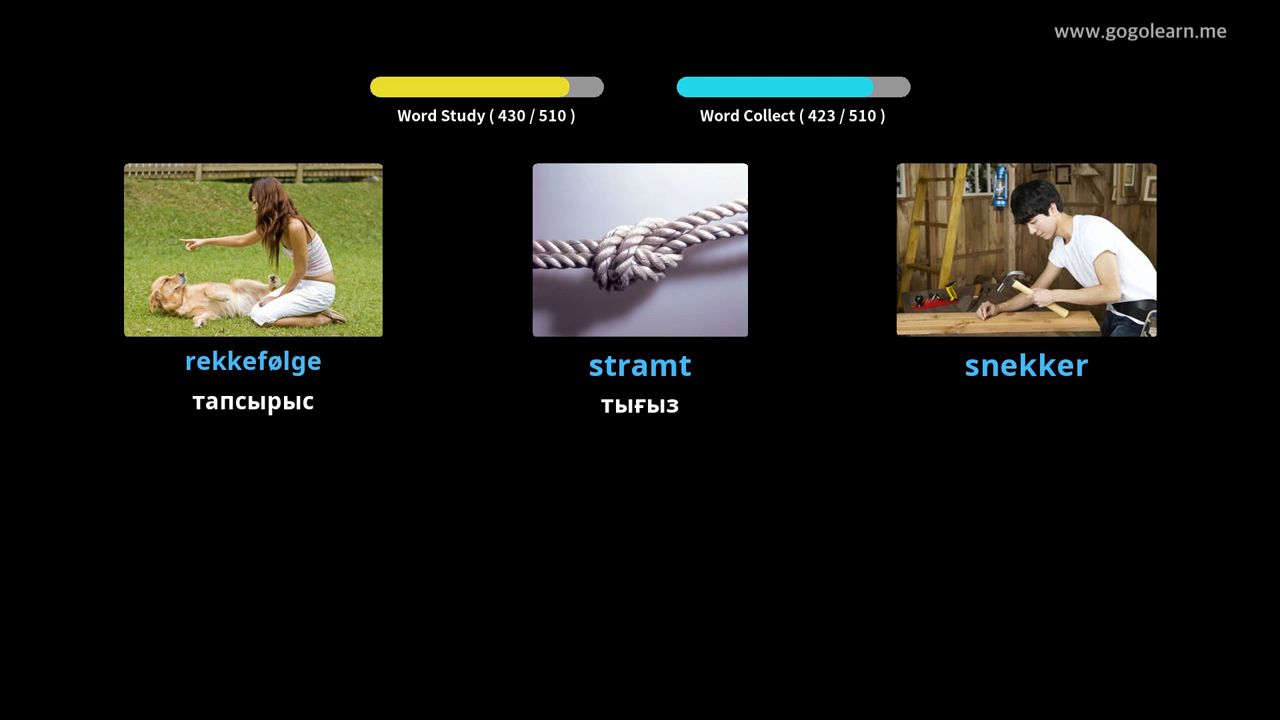 www.gogolearn.me
Word Study ( 430 / 510 )
Word Collect ( 423 / 510 )
rekkefølge
тапсырыс
stramt
тығыз
snekker